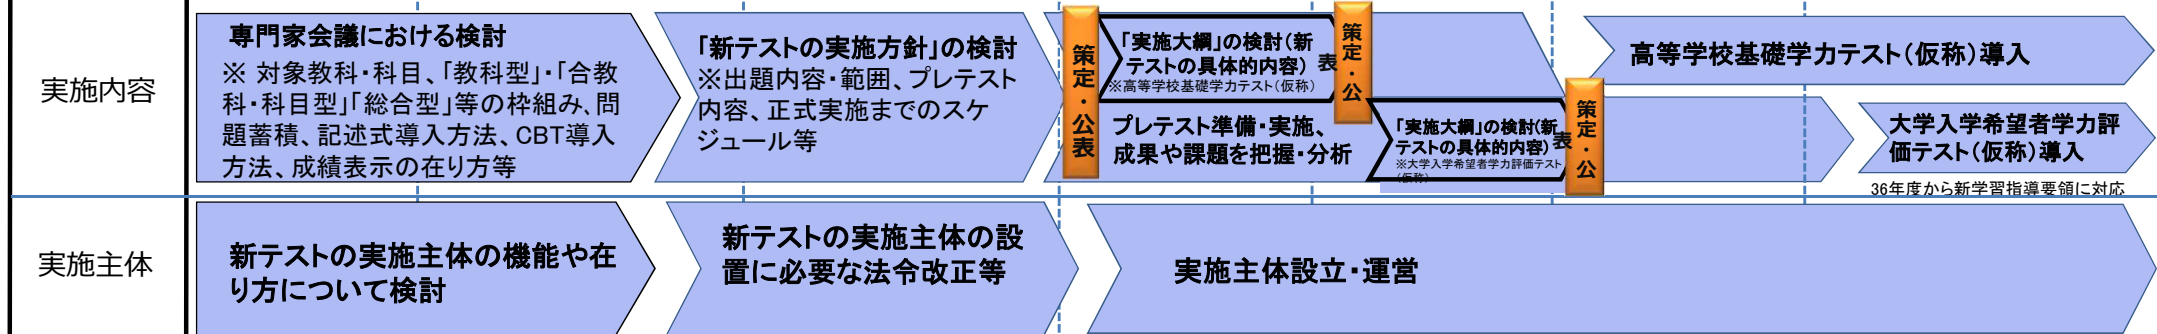 実施内容
専門家会議における検討
※ 対象教科・科目、「教科型」・「合教
科・科目型」「総合型」等の枠組み、問
題蓄積、記述式導入方法、CBT導入
方法、成績表示の在り方等
「新テストの実施方針」の検討
※出題内容・範囲、プレテスト
内容、正式実施までのスケ
ジュール等
策定・公表
「実施大綱」の検討(新
テストの具体的内容)
※高等学校基礎学力テスト(仮称)
策定・公表
プレテスト準備・実施、
成果や課題を把握・分析
「実施大綱」の検討(新
テストの具体的内容)
※大学入学希望者学力評価テスト
(仮称)
策定・公表
高等学校基礎学力テスト(仮称)導入
大学入学希望者学力評
価テスト(仮称)導入
36年度から新学習指導要領に対応
実施主体
新テストの実施主体の機能や在
り方について検討
新テストの実施主体の設
置に必要な法令改正等
実施主体設立・運営